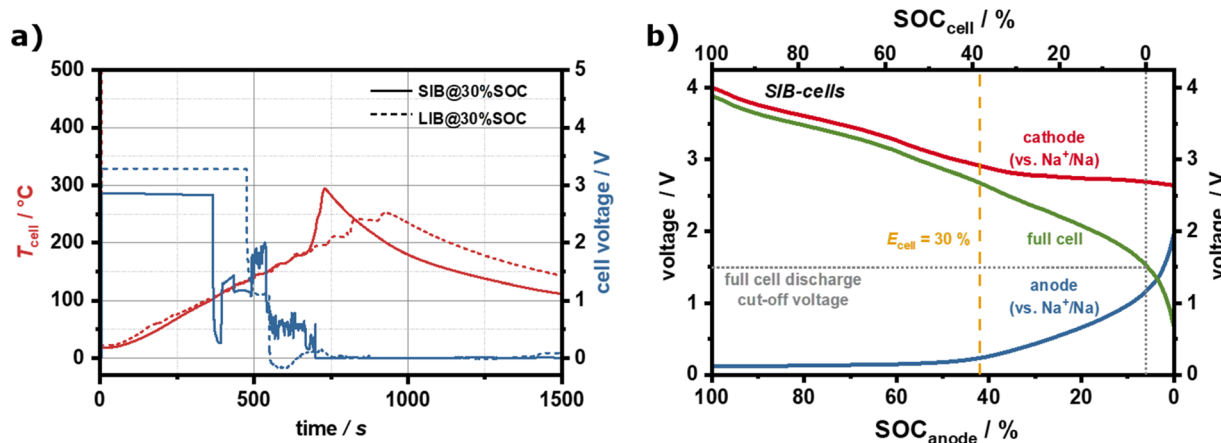 a)
500
400
300
200
100
0
T_cell / °C
5
4
3
2
1
0
cell voltage / V
SIB@30%SOC
LIB@30%SOC
0 500 1000 1500
time / s
b)
SOC_cell / %
100 80 60 40 20 0
4
3
2
1
0
voltage / V
4
3
2
1
0
voltage / V
SIB-cells
cathode
(vs. Na⁺/Na)
E_cell = 30 %
full cell
full cell discharge
cut-off voltage
anode
(vs. Na⁺/Na)
100 80 60 40 20 0
SOC_anode / %